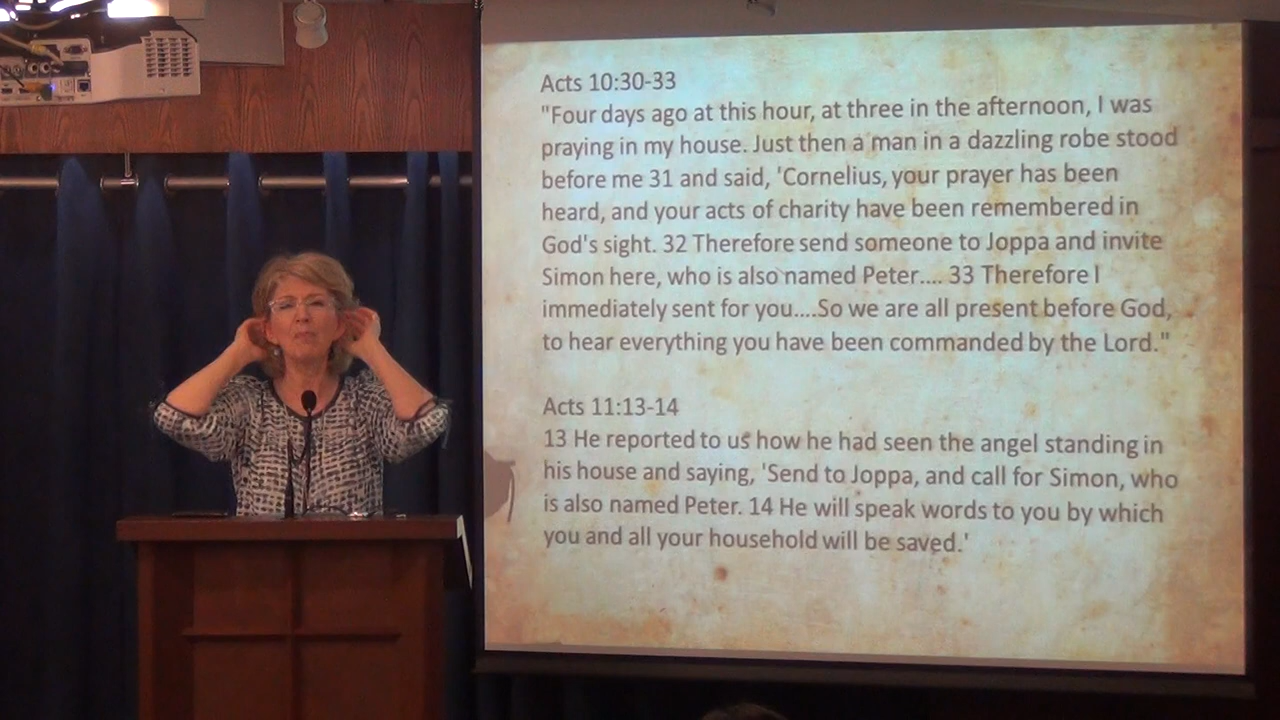 Acts 10:30-33
"Four days ago at this hour, at three in the afternoon, I was
praying in my house. Just then a man in a dazzling robe stood
before me 31 and said, 'Cornelius, your prayer has been
heard, and your acts of charity have been remembered in
God's sight. 32 Therefore send someone to Joppa and invite
Simon here, who is also named Peter.... 33 Therefore I
immediately sent for you....So we are all present before God,
to hear everything you have been commanded by the Lord."
Acts 11:13-14
13 He reported to us how he had seen the angel standing in
his house and saying, 'Send to Joppa, and call for Simon, who
is also named Peter. 14 He will speak words to you by which
you and all your household will be saved.'